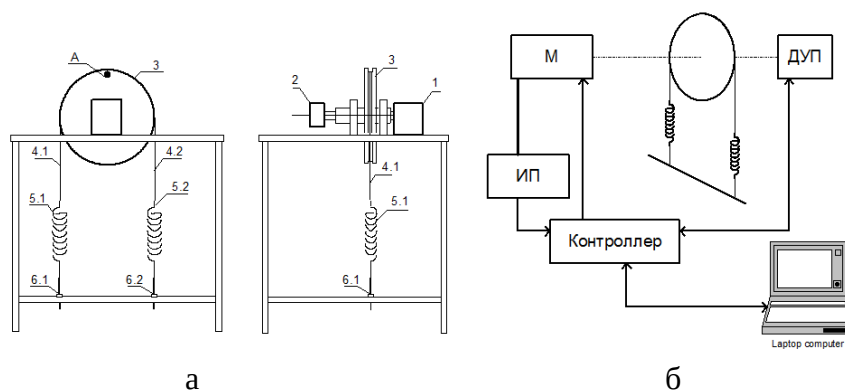 A
3
4.1
4.2
5.1
5.2
6.1
6.2
2
3
1
4.1
5.1
6.1
М
ДУП
ИП
Контроллер
Laptop computer
а
б